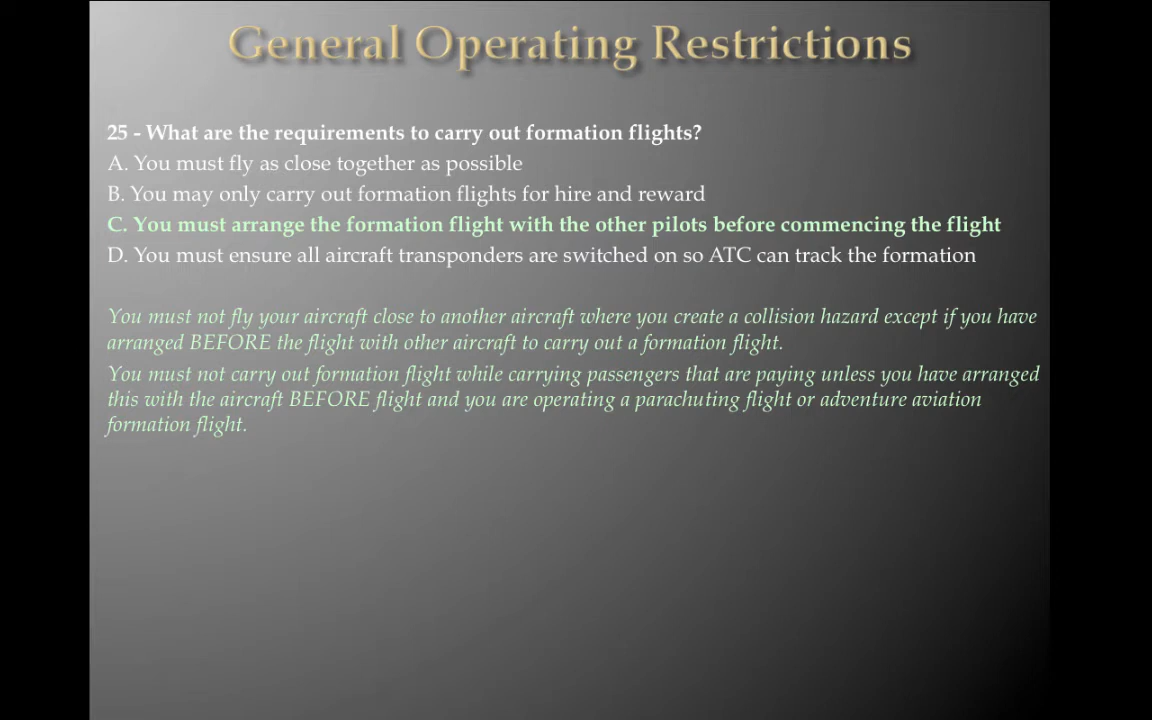 General Operating Restrictions
25 - What are the requirements to carry out formation flights?
A. You must fly as close together as possible
B. You may only carry out formation flights for hire and reward
C. You must arrange the formation flight with the other pilots before commencing the flight
D. You must ensure all aircraft transponders are switched on so ATC can track the formation
You must not fly your aircraft close to another aircraft where you create a collision hazard except if you have
arranged BEFORE the flight with other aircraft to carry out a formation flight.
You must not carry out formation flight while carrying passengers that are paying unless you have arranged
this with the aircraft BEFORE flight and you are operating a parachuting flight or adventure aviation
formation flight.